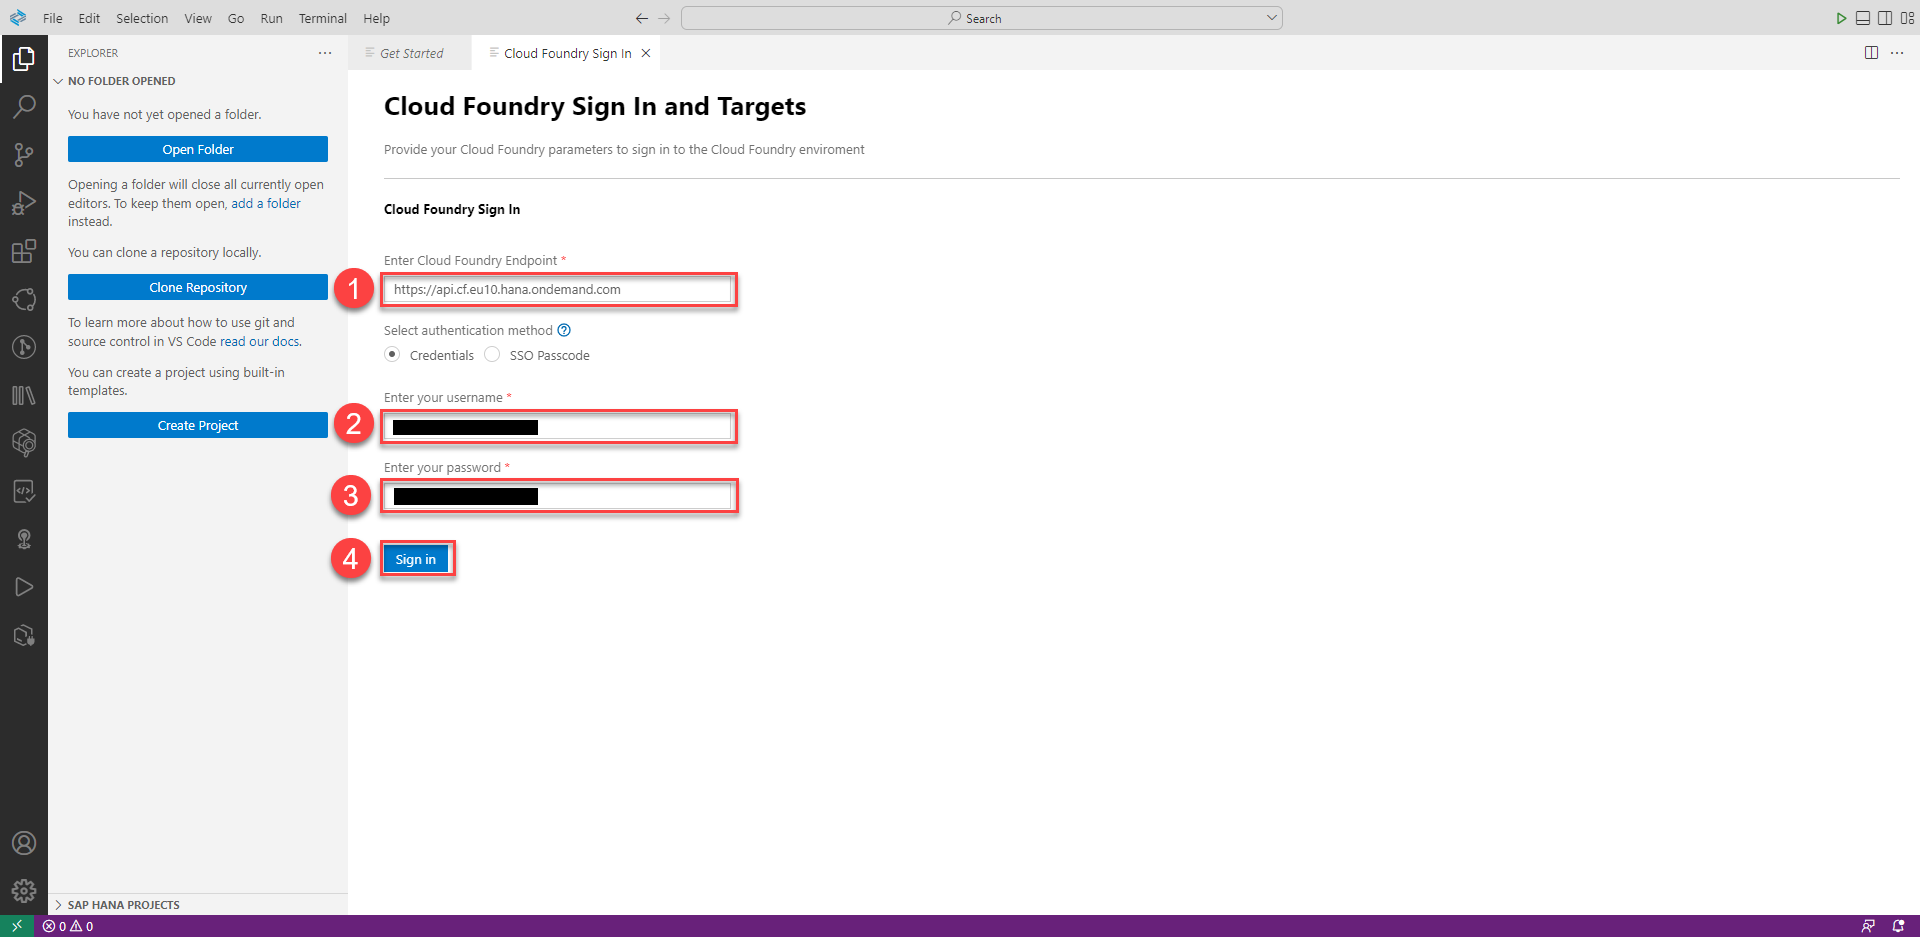 File Edit Selection View Go Run Terminal Help
Search
EXPLORER
NO FOLDER OPENED
You have not yet opened a folder.
Open Folder
Opening a folder will close all currently open
editors. To keep them open, add a folder
instead.
You can clone a repository locally.
Clone Repository
To learn more about how to use git and
source control in VS Code read our docs.
You can create a project using built-in
templates.
Create Project
SAP HANA PROJECTS
Get Started
Cloud Foundry Sign In
Cloud Foundry Sign In and Targets
Provide your Cloud Foundry parameters to sign in to the Cloud Foundry enviroment
Cloud Foundry Sign In
Enter Cloud Foundry Endpoint *
1
https://api.cf.eu10.hana.ondemand.com
Select authentication method ?
Credentials SSO Passcode
Enter your username *
2
Enter your password *
3
4
Sign in
0 0